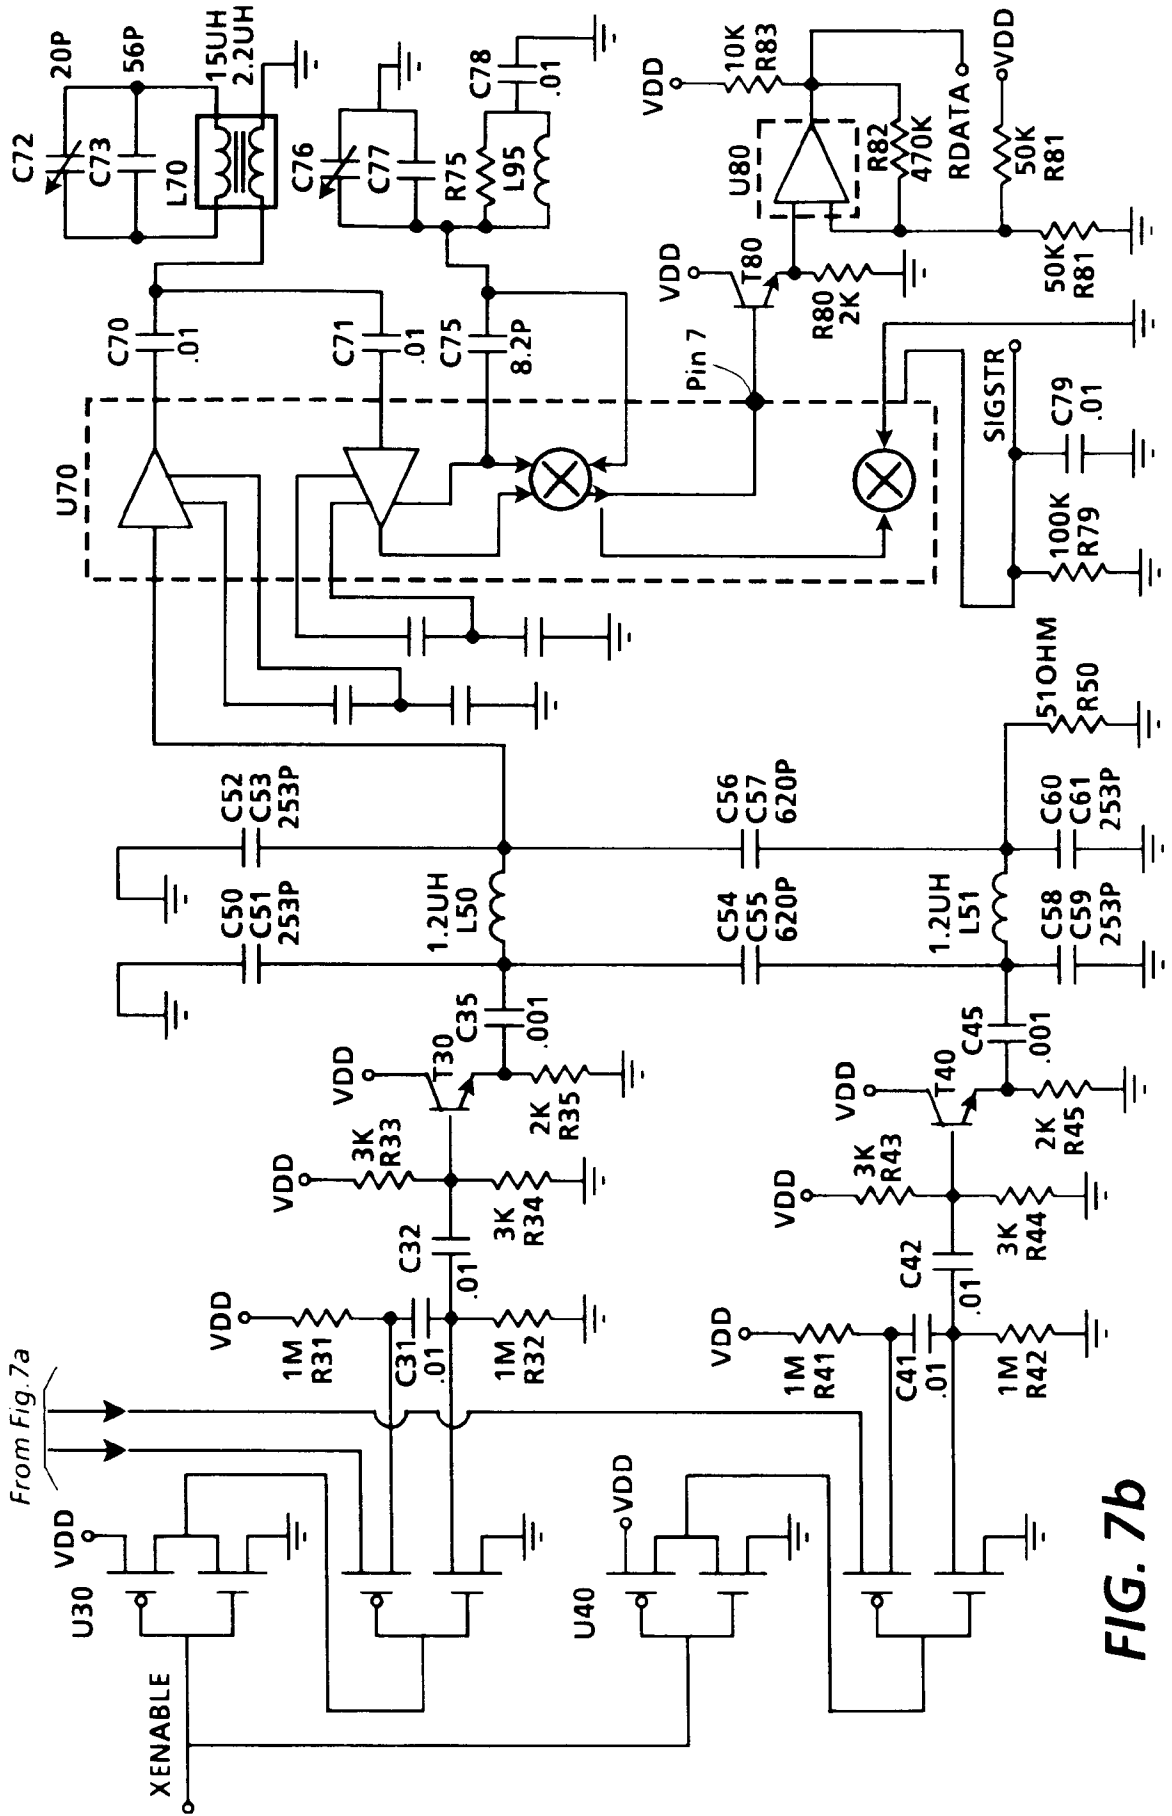 From Fig.7a
XENABLE
U30
VDD
U40
VDD
VDD
1M
R31
C31
.01
1M
R32
C32
.01
VDD
3K
R33
3K
R34
VDD
T30
2K
R35
C35
.001
VDD
1M
R41
C41
.01
1M
R42
C42
.01
VDD
3K
R43
3K
R44
VDD
T40
2K
R45
C45
.001
C50
C51
253P
C52
C53
253P
1.2UH
L50
C54
C55
620P
C56
C57
620P
1.2UH
L51
C58
C59
253P
C60
C61
253P
51OHM
R50
U70
C70
.01
C71
.01
C75
8.2P
C72
20P
C73
56P
L70
15UH
2.2UH
C76
C77
R75
L95
C78
.01
Pin 7
VDD
T80
R80
2K
U80
VDD
10K
R83
R82
470K
RDATA
50K
R81
VDD
50K
R81
SIGSTR
100K
R79
C79
.01
FIG. 7b